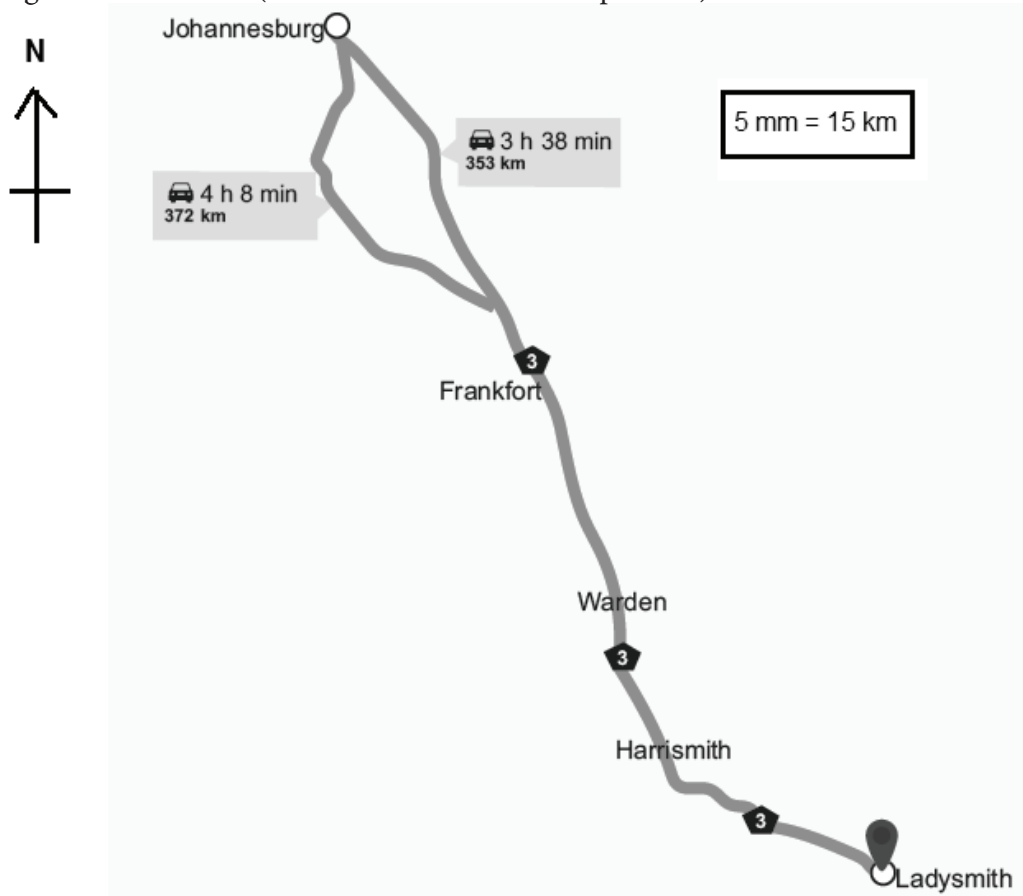 Johannesburg
N
5 mm = 15 km
3 h 38 min
353 km
4 h 8 min
372 km
3
Frankfort
Warden
3
Harrismith
3
Ladysmith